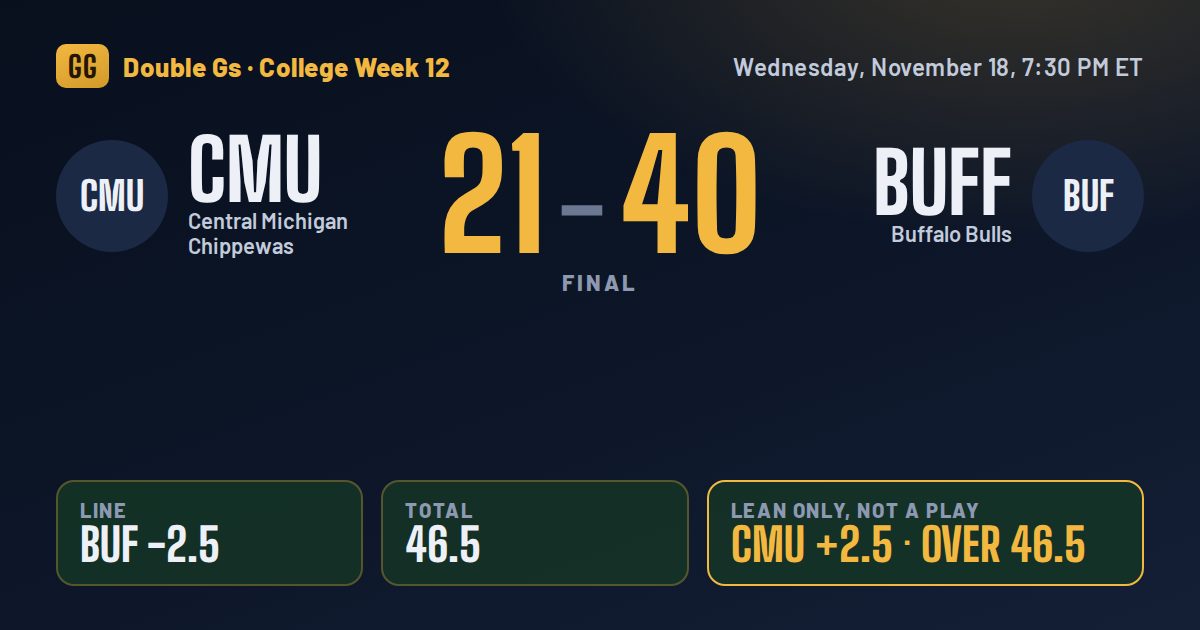 GG Double Gs · College Week 12
Wednesday, November 18, 7:30 PM ET
CMU
CMU
Central Michigan
Chippewas
21 – 40
FINAL
BUFF
Buffalo Bulls
BUF
LINE
BUF −2.5
TOTAL
46.5
LEAN ONLY, NOT A PLAY
CMU +2.5 · OVER 46.5